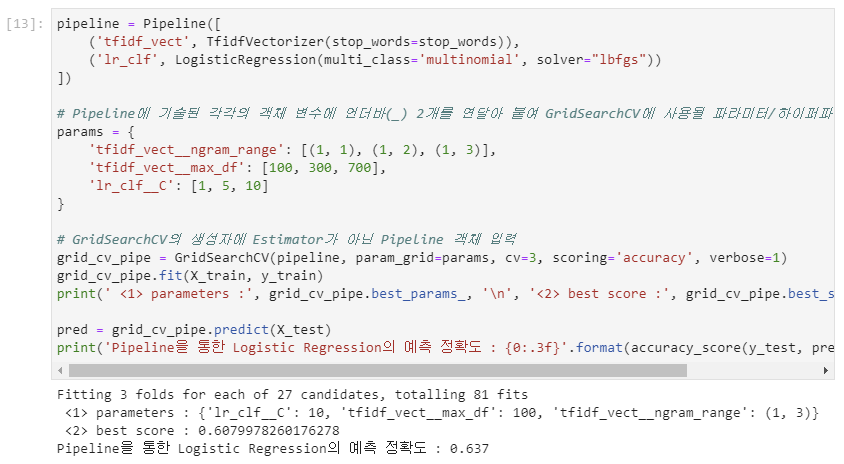 [13]:
pipeline = Pipeline([
    ('tfidf_vect', TfidfVectorizer(stop_words=stop_words)),
    ('lr_clf', LogisticRegression(multi_class='multinomial', solver="lbfgs"))
])
# Pipeline에 기술된 각각의 객체 변수에 언더바(_) 2개를 연달아 붙여 GridSearchCV에 사용될 파라미터/하이퍼파
params = {
    'tfidf_vect__ngram_range': [(1, 1), (1, 2), (1, 3)],
    'tfidf_vect__max_df': [100, 300, 700],
    'lr_clf__C': [1, 5, 10]
}
# GridSearchCV의 생성자에 Estimator가 아닌 Pipeline 객체 입력
grid_cv_pipe = GridSearchCV(pipeline, param_grid=params, cv=3, scoring='accuracy', verbose=1)
grid_cv_pipe.fit(X_train, y_train)
print(' <1> parameters :', grid_cv_pipe.best_params_, '\n', '<2> best score :', grid_cv_pipe.best_s
pred = grid_cv_pipe.predict(X_test)
print('Pipeline을 통한 Logistic Regression의 예측 정확도 : {0:.3f}'.format(accuracy_score(y_test, pre
Fitting 3 folds for each of 27 candidates, totalling 81 fits
 <1> parameters : {'lr_clf__C': 10, 'tfidf_vect__max_df': 100, 'tfidf_vect__ngram_range': (1, 3)}
 <2> best score : 0.6079978260176278
Pipeline을 통한 Logistic Regression의 예측 정확도 : 0.637